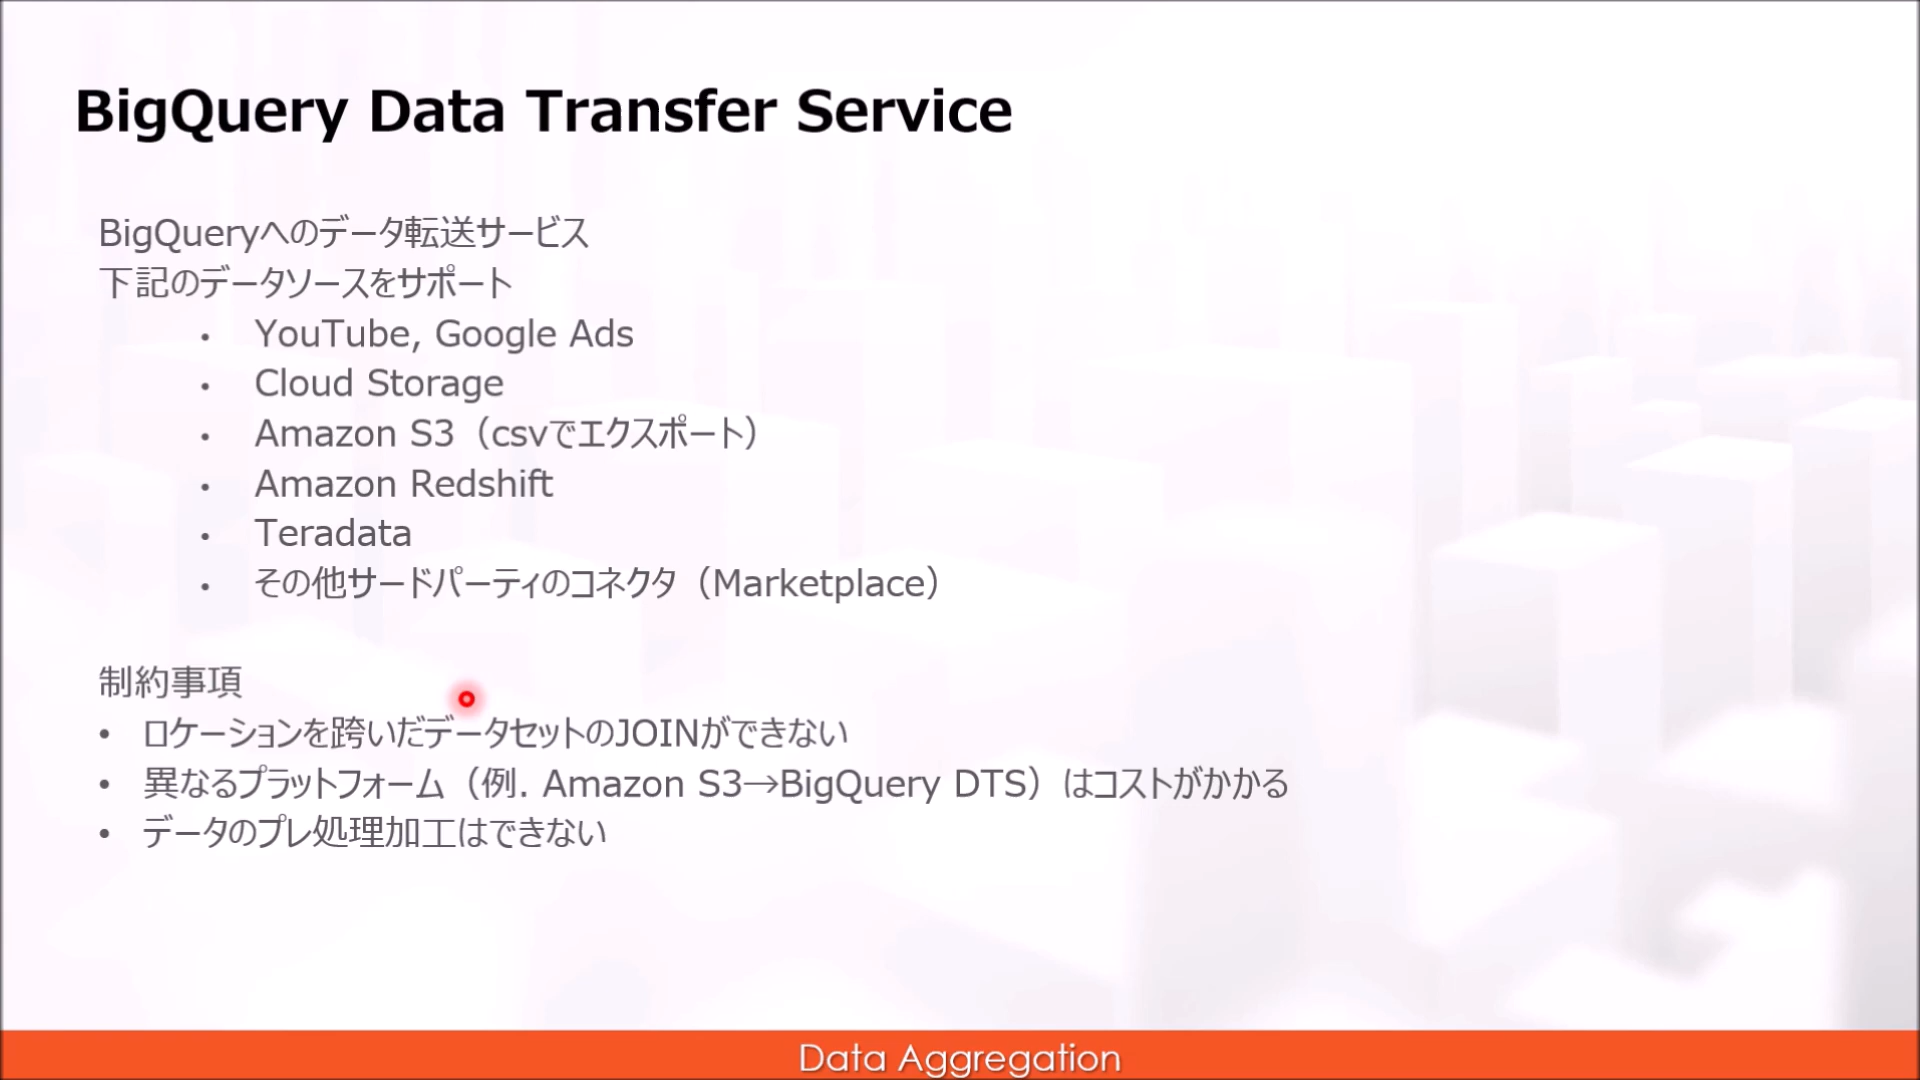 BigQuery Data Transfer Service
BigQueryへのデータ転送サービス
下記のデータソースをサポート
• YouTube, Google Ads
• Cloud Storage
• Amazon S3（csvでエクスポート）
• Amazon Redshift
• Teradata
• その他サードパーティのコネクタ（Marketplace）
制約事項
• ロケーションを跨いだデータセットのJOINができない
• 異なるプラットフォーム（例. Amazon S3→BigQuery DTS）はコストがかかる
• データのプレ処理加工はできない
Data Aggregation